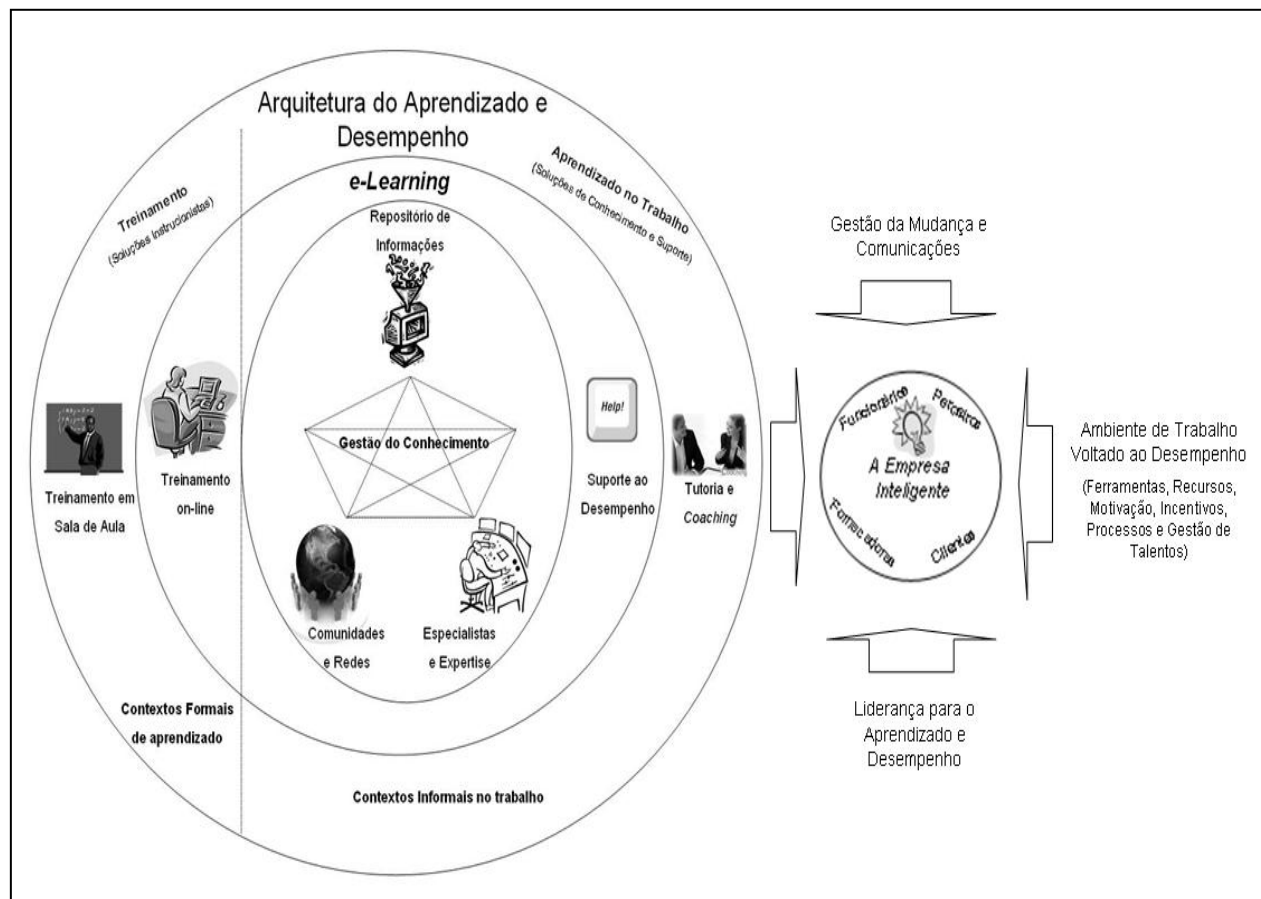 Arquitetura do Aprendizado e
Desempenho
Treinamento
(Soluções Instrucionistas)
e-Learning
Aprendizado no Trabalho
(Soluções de Conhecimento e Suporte)
Repositório de
Informações
Gestão do Conhecimento
Treinamento em
Sala de Aula
Treinamento
on-line
Help!
Suporte ao
Desempenho
Tutoria e
Coaching
Comunidades
e Redes
Especialistas
e Expertise
Contextos Formais
de aprendizado
Contextos Informais no trabalho
Gestão da Mudança e
Comunicações
Funcionários
Parceiros
A Empresa
Inteligente
Fornecedores
Clientes
Ambiente de Trabalho
Voltado ao Desempenho
(Ferramentas, Recursos,
Motivação, Incentivos,
Processos e Gestão de
Talentos)
Liderança para o
Aprendizado e
Desempenho